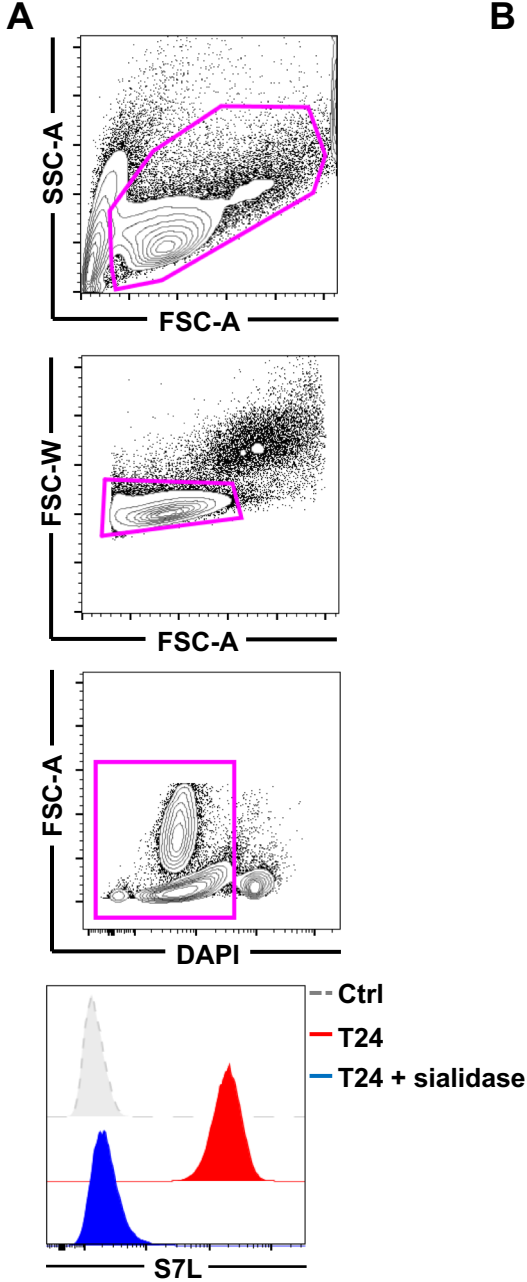 A
B
SSC-A
FSC-A
FSC-W
FSC-A
FSC-A
DAPI
Ctrl
T24
T24 + sialidase
S7L